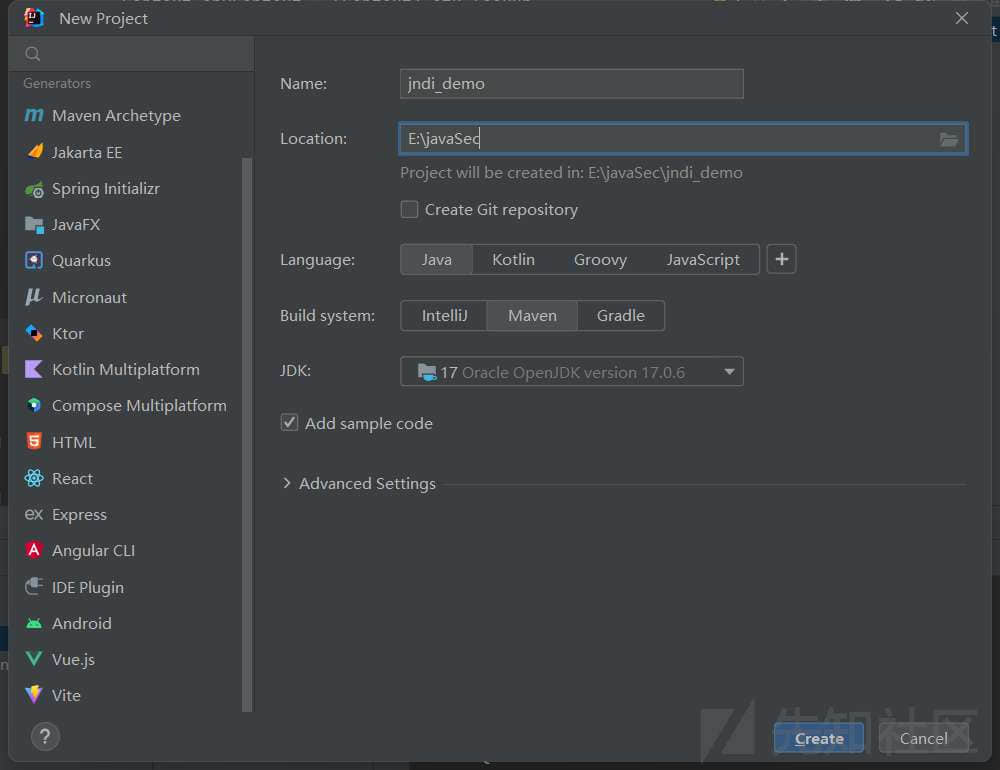 New Project
Generators
Maven Archetype
Jakarta EE
Spring Initializr
JavaFX
Quarkus
Micronaut
Ktor
Kotlin Multiplatform
Compose Multiplatform
HTML
React
Express
Angular CLI
IDE Plugin
Android
Vue.js
Vite
Name: jndi_demo
Location: E:\javaSec
Project will be created in: E:\javaSec\jndi_demo
Create Git repository
Language: Java Kotlin Groovy JavaScript +
Build system: IntelliJ Maven Gradle
JDK: 17 Oracle OpenJDK version 17.0.6
Add sample code
Advanced Settings
?
Create Cancel
先知社区